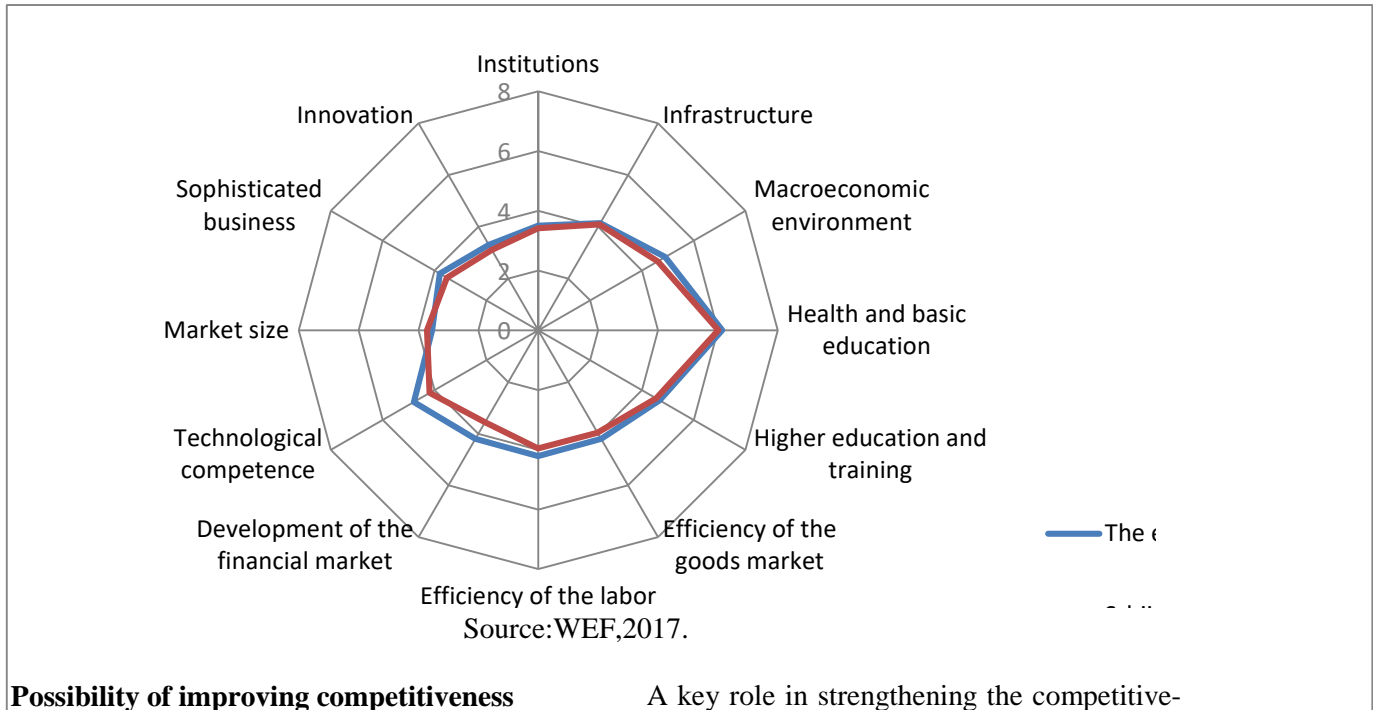 Institutions
8
Innovation
Infrastructure
6
Sophisticated
business
Macroeconomic
environment
4
2
Market size
0
Health and basic
education
Technological
competence
Higher education and
training
Development of the
financial market
Efficiency of the
goods market
The
Efficiency of the labor
Source:WEF,2017.
Possibility of improving competitiveness
A key role in strengthening the competitive-